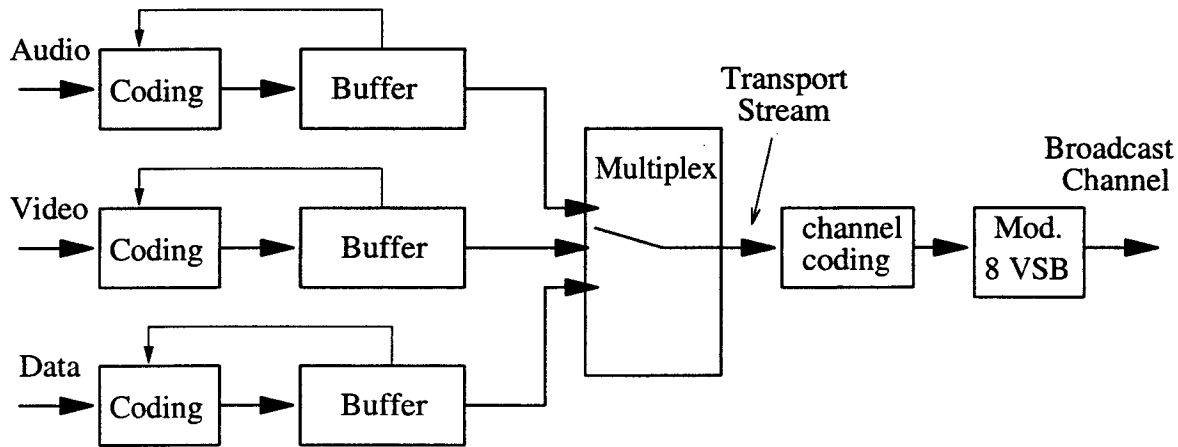 Audio
Coding
Buffer
Video
Coding
Buffer
Data
Coding
Buffer
Multiplex
Transport
Stream
channel
coding
Mod.
8 VSB
Broadcast
Channel